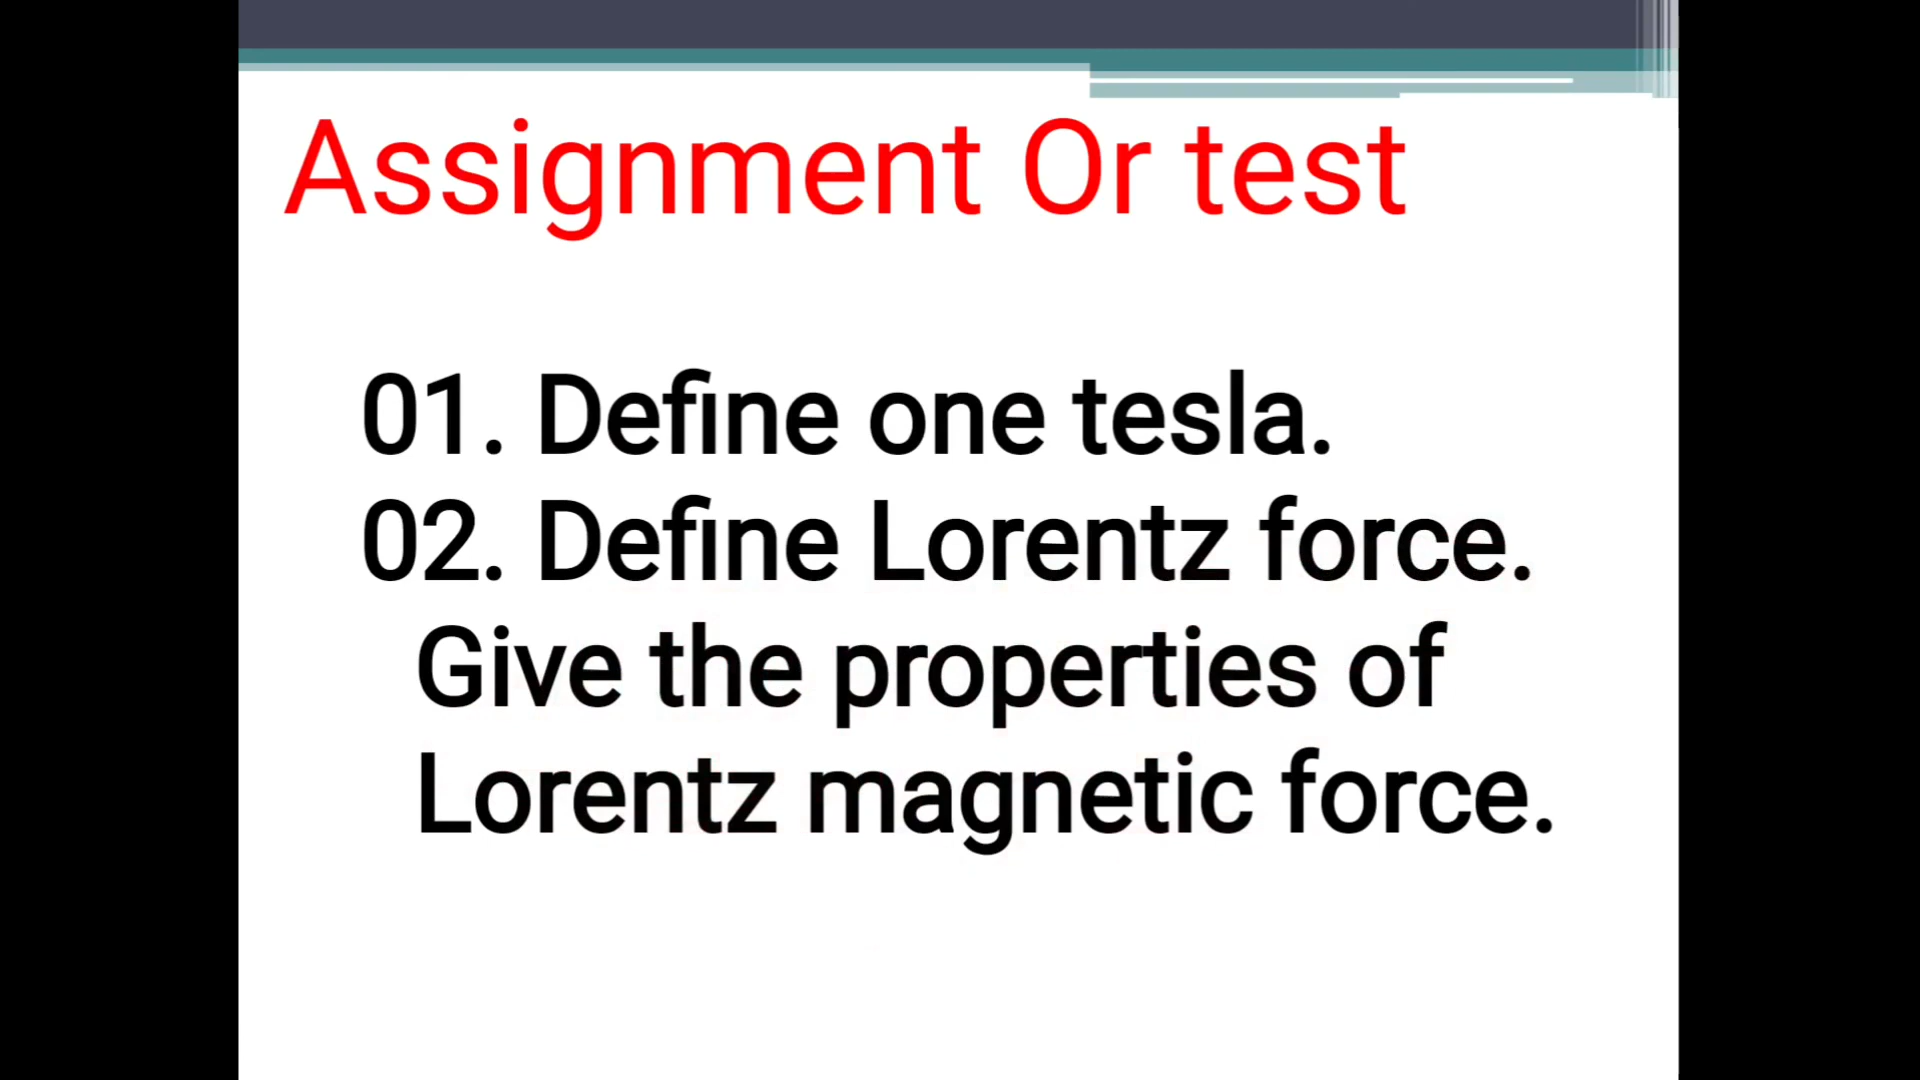 Assignment Or test
01. Define one tesla.
02. Define Lorentz force.
Give the properties of
Lorentz magnetic force.